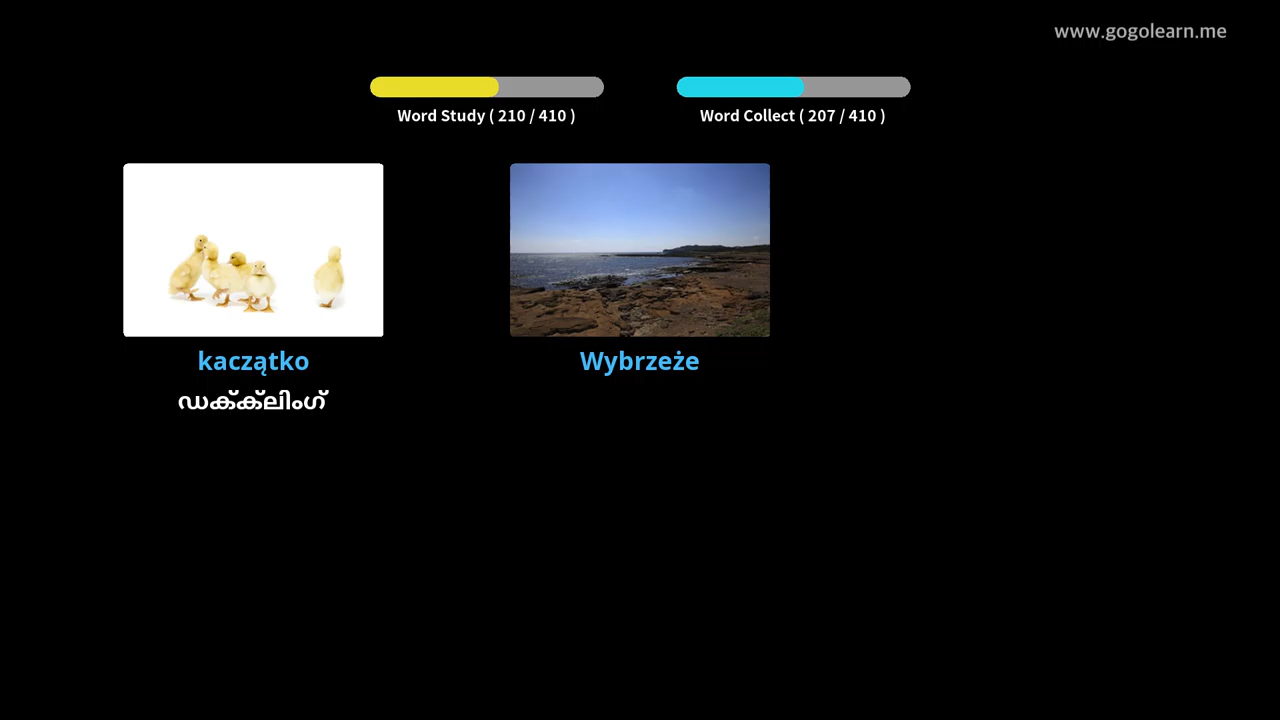 www.gogolearn.me
Word Study ( 210 / 410 )
Word Collect ( 207 / 410 )
kaczątko
Wybrzeże
ഡക്ക്ലിംഗ്